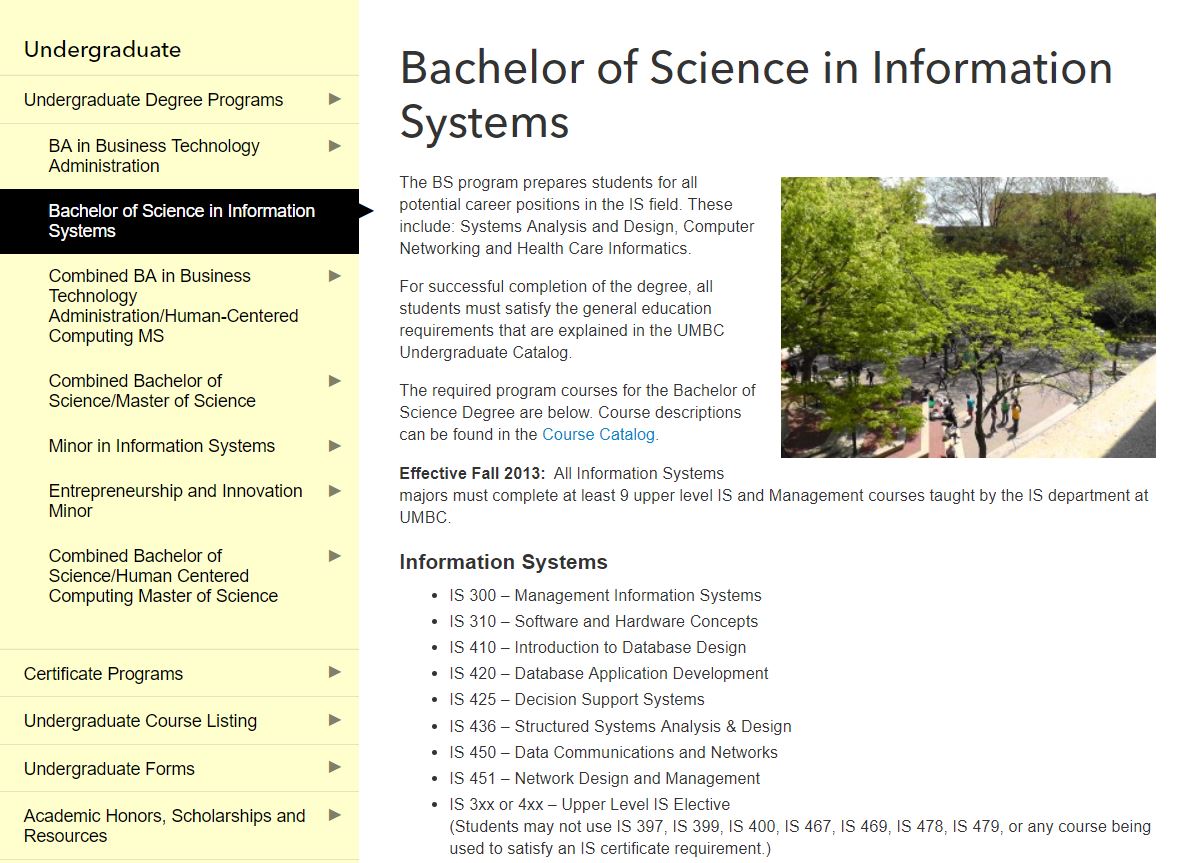 Undergraduate
Undergraduate Degree Programs
BA in Business Technology
Administration
Bachelor of Science in Information
Systems
Combined BA in Business
Technology
Administration/Human-Centered
Computing MS
Combined Bachelor of
Science/Master of Science
Minor in Information Systems
Entrepreneurship and Innovation
Minor
Combined Bachelor of
Science/Human Centered
Computing Master of Science
Certificate Programs
Undergraduate Course Listing
Undergraduate Forms
Academic Honors, Scholarships and
Resources
Bachelor of Science in Information
Systems
The BS program prepares students for all
potential career positions in the IS field. These
include: Systems Analysis and Design, Computer
Networking and Health Care Informatics.
For successful completion of the degree, all
students must satisfy the general education
requirements that are explained in the UMBC
Undergraduate Catalog.
The required program courses for the Bachelor of
Science Degree are below. Course descriptions
can be found in the Course Catalog.
Effective Fall 2013: All Information Systems
majors must complete at least 9 upper level IS and Management courses taught by the IS department at
UMBC.
Information Systems
• IS 300 – Management Information Systems
• IS 310 – Software and Hardware Concepts
• IS 410 – Introduction to Database Design
• IS 420 – Database Application Development
• IS 425 – Decision Support Systems
• IS 436 – Structured Systems Analysis & Design
• IS 450 – Data Communications and Networks
• IS 451 – Network Design and Management
• IS 3xx or 4xx – Upper Level IS Elective
(Students may not use IS 397, IS 399, IS 400, IS 467, IS 469, IS 478, IS 479, or any course being
used to satisfy an IS certificate requirement.)